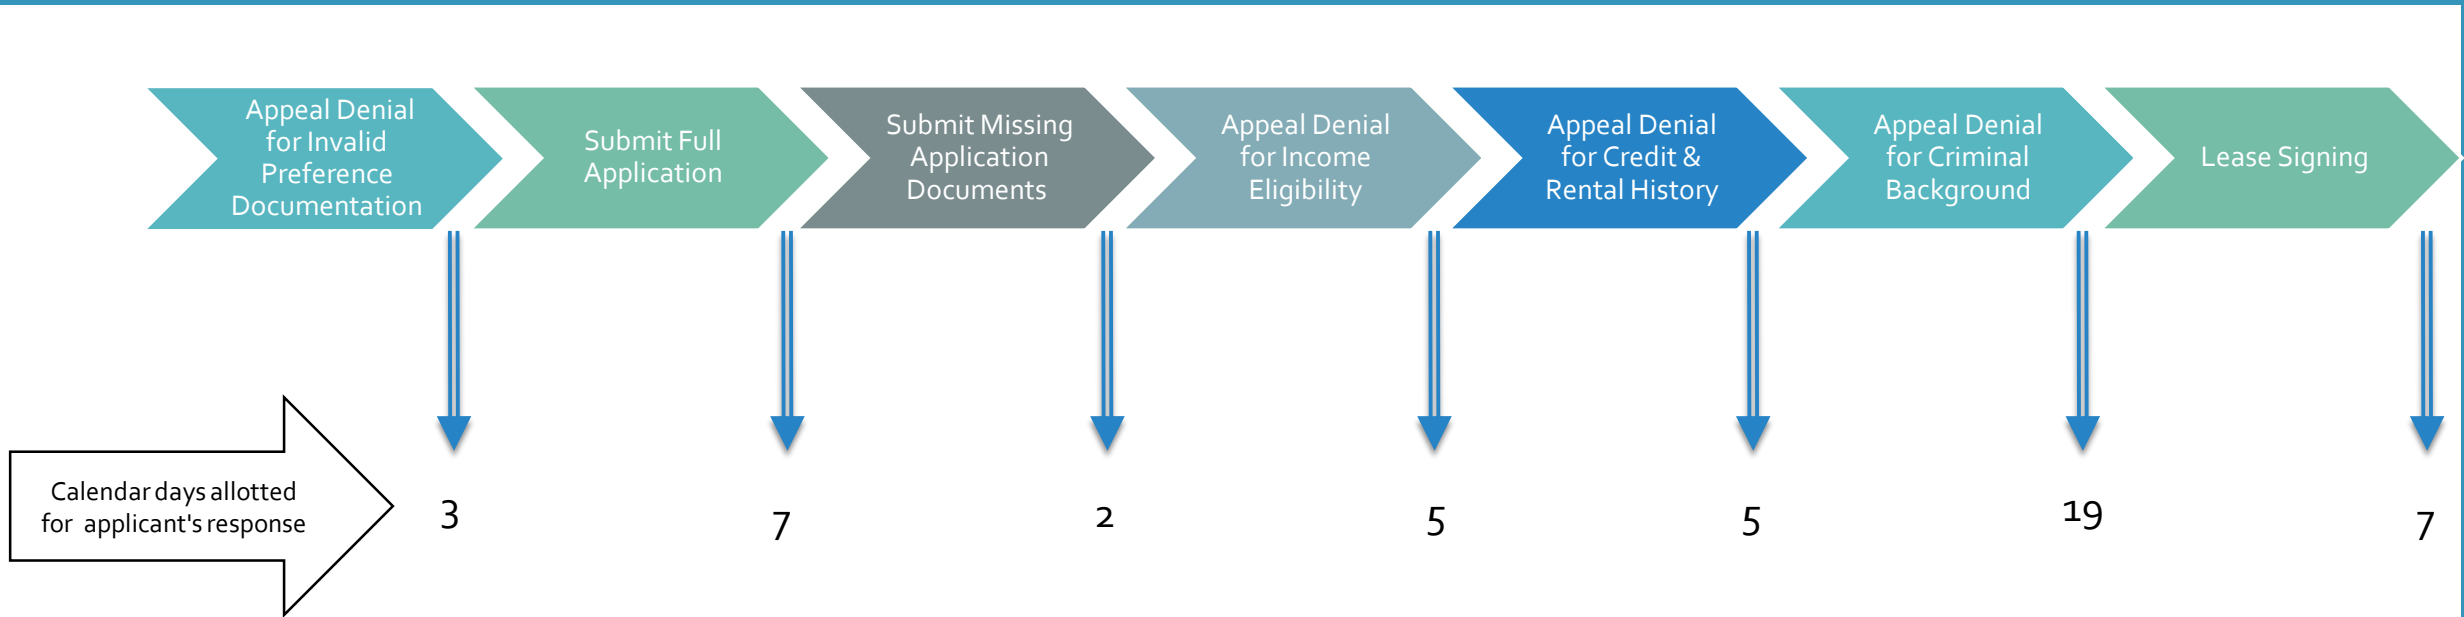 Appeal Denial
for Invalid
Preference
Documentation
Submit Full
Application
Submit Missing
Application
Documents
Appeal Denial
for Income
Eligibility
Appeal Denial
for Credit &
Rental History
Appeal Denial
for Criminal
Background
Lease Signing
Calendar days allotted
for applicant's response
3
7
2
5
5
19
7